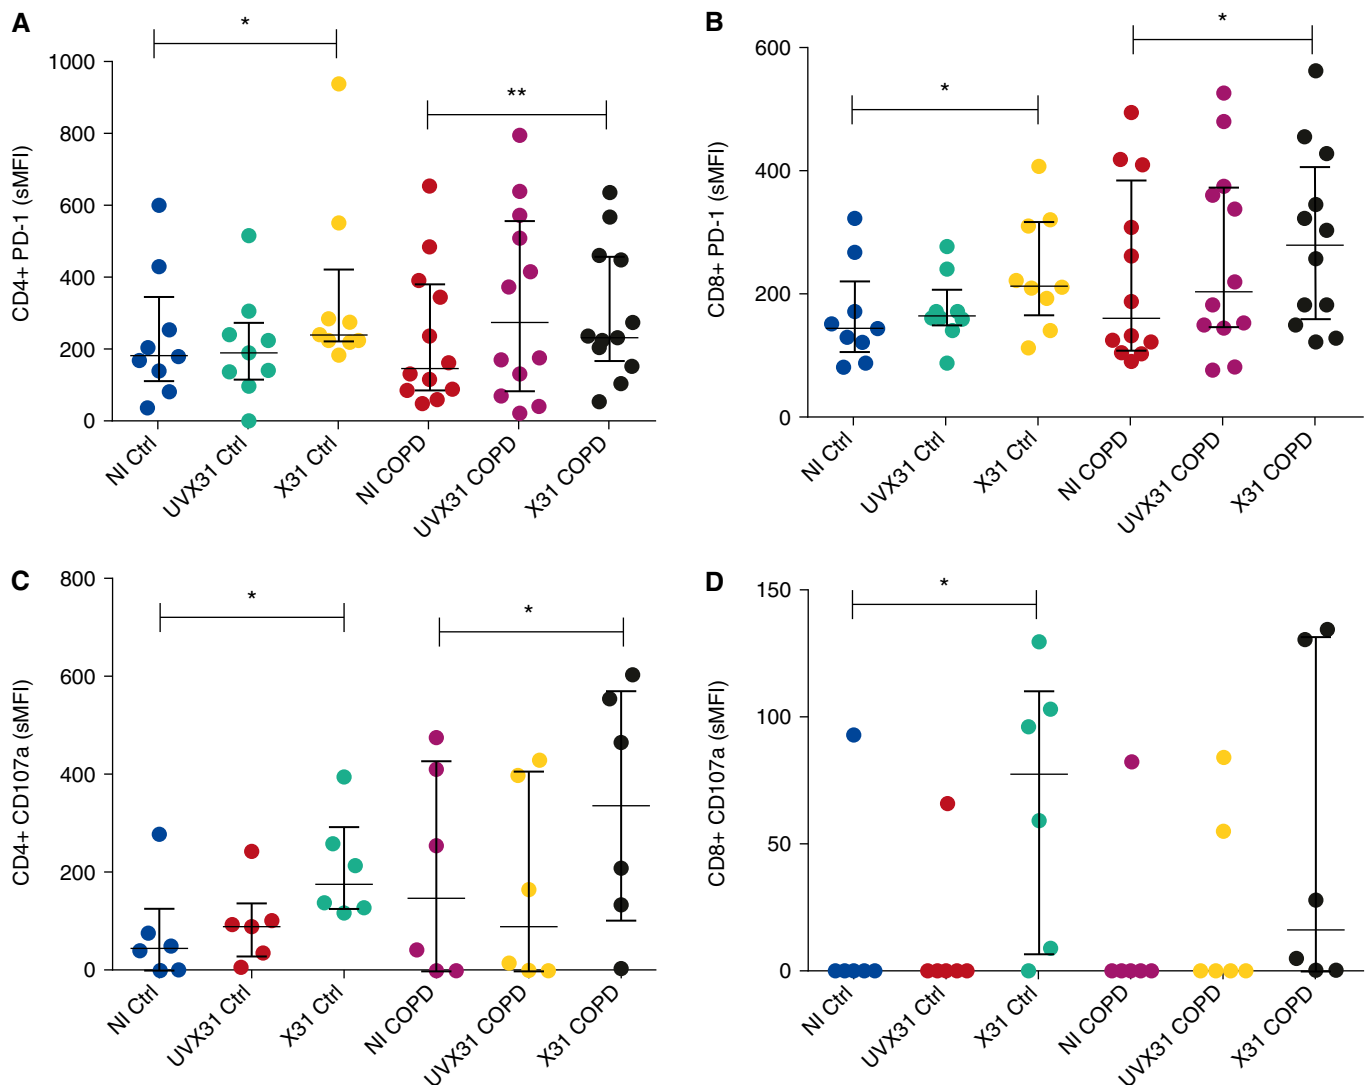 A
*
**
CD4+ PD-1 (sMFI)
1000
800
600
400
200
0
NI Ctrl
UVX31 Ctrl
X31 Ctrl
NI COPD
UVX31 COPD
X31 COPD
B
*
*
CD8+ PD-1 (sMFI)
600
400
200
0
NI Ctrl
UVX31 Ctrl
X31 Ctrl
NI COPD
UVX31 COPD
X31 COPD
C
*
*
CD4+ CD107a (sMFI)
800
600
400
200
0
NI Ctrl
UVX31 Ctrl
X31 Ctrl
NI COPD
UVX31 COPD
X31 COPD
D
*
CD8+ CD107a (sMFI)
150
100
50
0
NI Ctrl
UVX31 Ctrl
X31 Ctrl
NI COPD
UVX31 COPD
X31 COPD